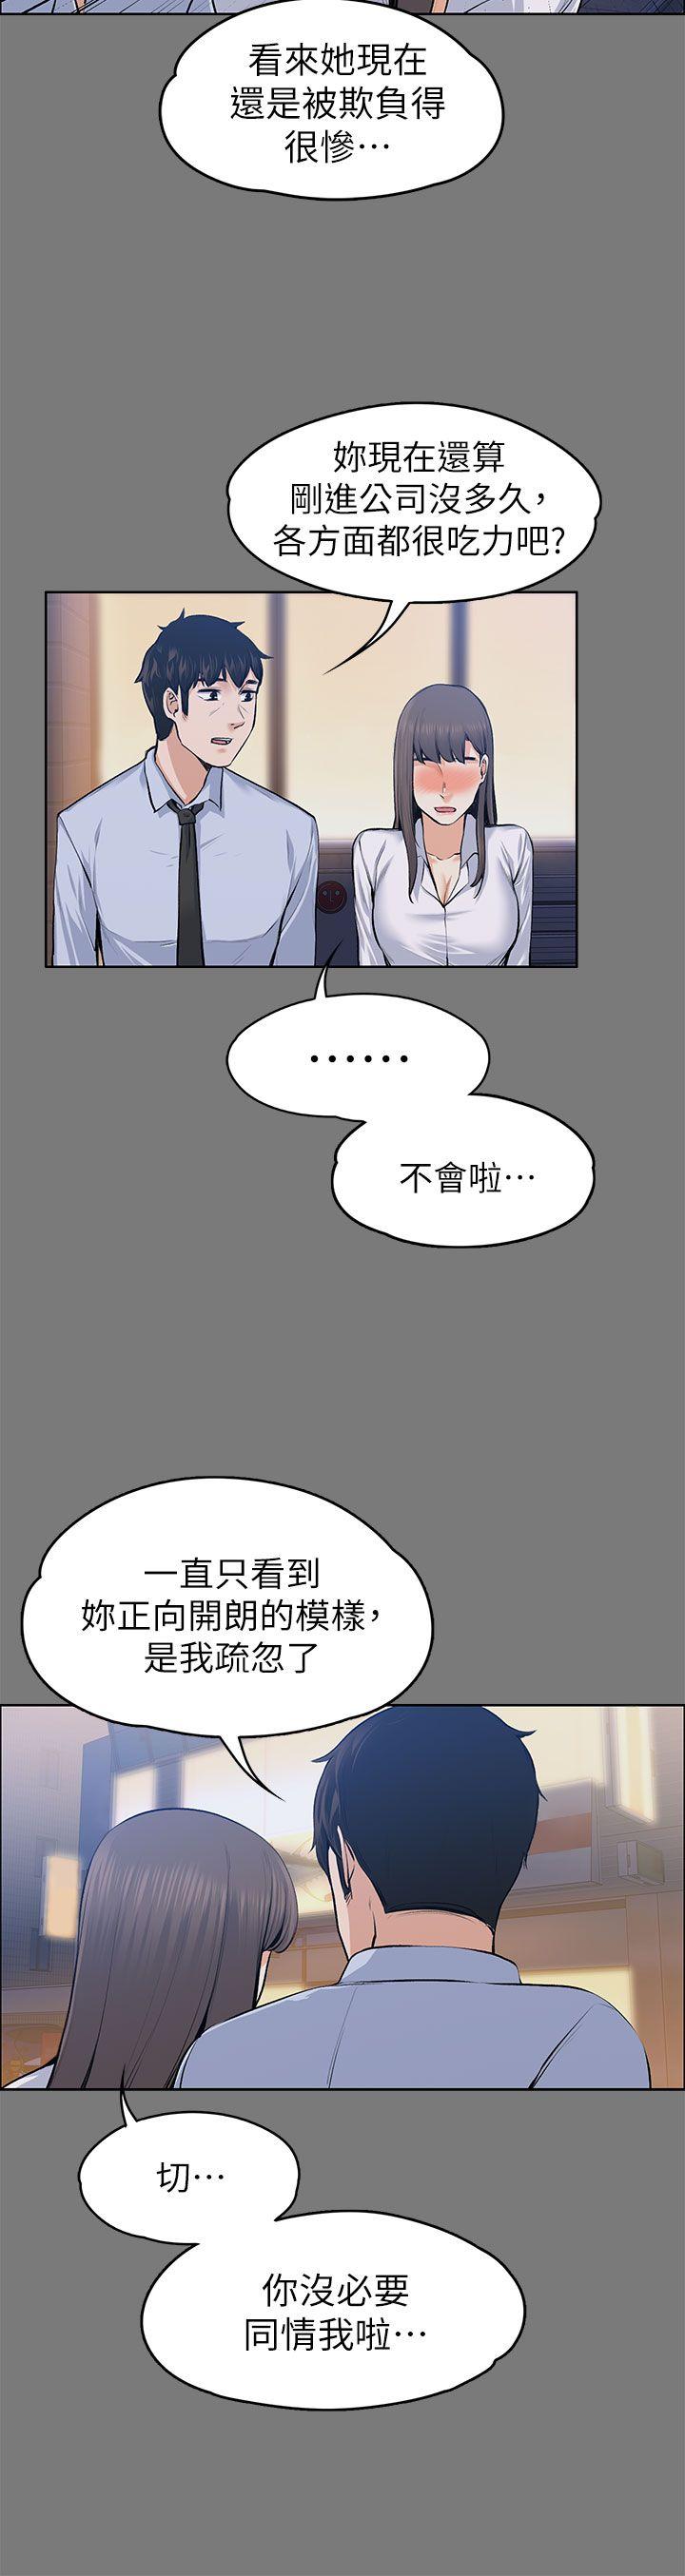 看來她現在
還是被欺負得
很慘⋯
妳現在還算
剛進公司沒多久，
各方面都很吃力吧?
⋯⋯
不會啦⋯
一直只看到
妳正向開朗的模樣，
是我疏忽了
切⋯
你沒必要
同情我啦⋯